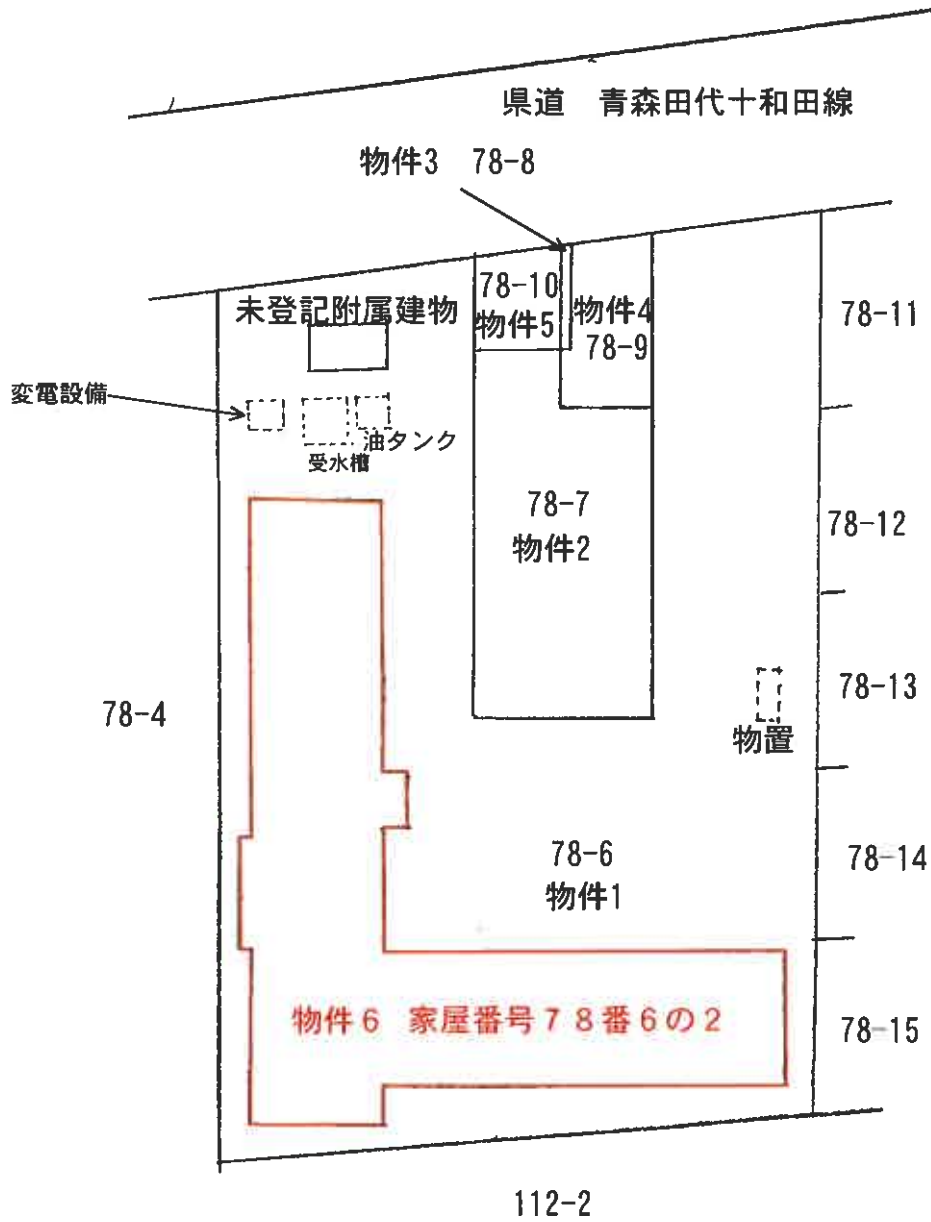 県道 青森田代十和田線
物件3 78-8
78-10
物件5
物件4
78-9
78-11
未登記附属建物
変電設備
油タンク
受水槽
78-7
物件2
78-12
78-4
78-13
物置
78-6
物件1
78-14
物件6 家屋番号78番6の2
78-15
112-2